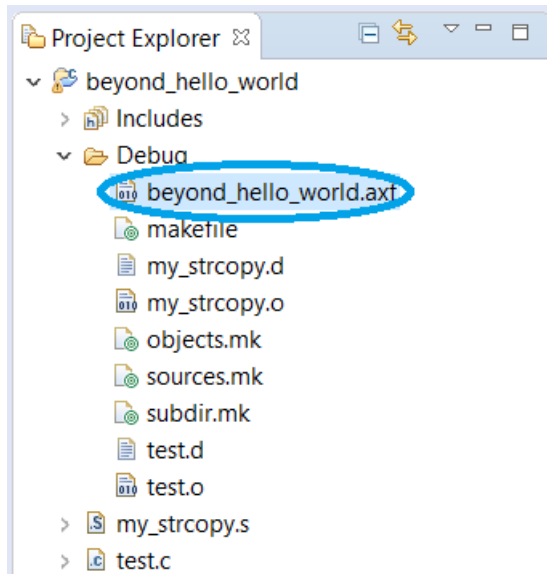 Project Explorer
beyond_hello_world
Includes
Debug
beyond_hello_world.axf
makefile
my_strcopy.d
my_strcopy.o
objects.mk
sources.mk
subdir.mk
test.d
test.o
my_strcopy.s
test.c